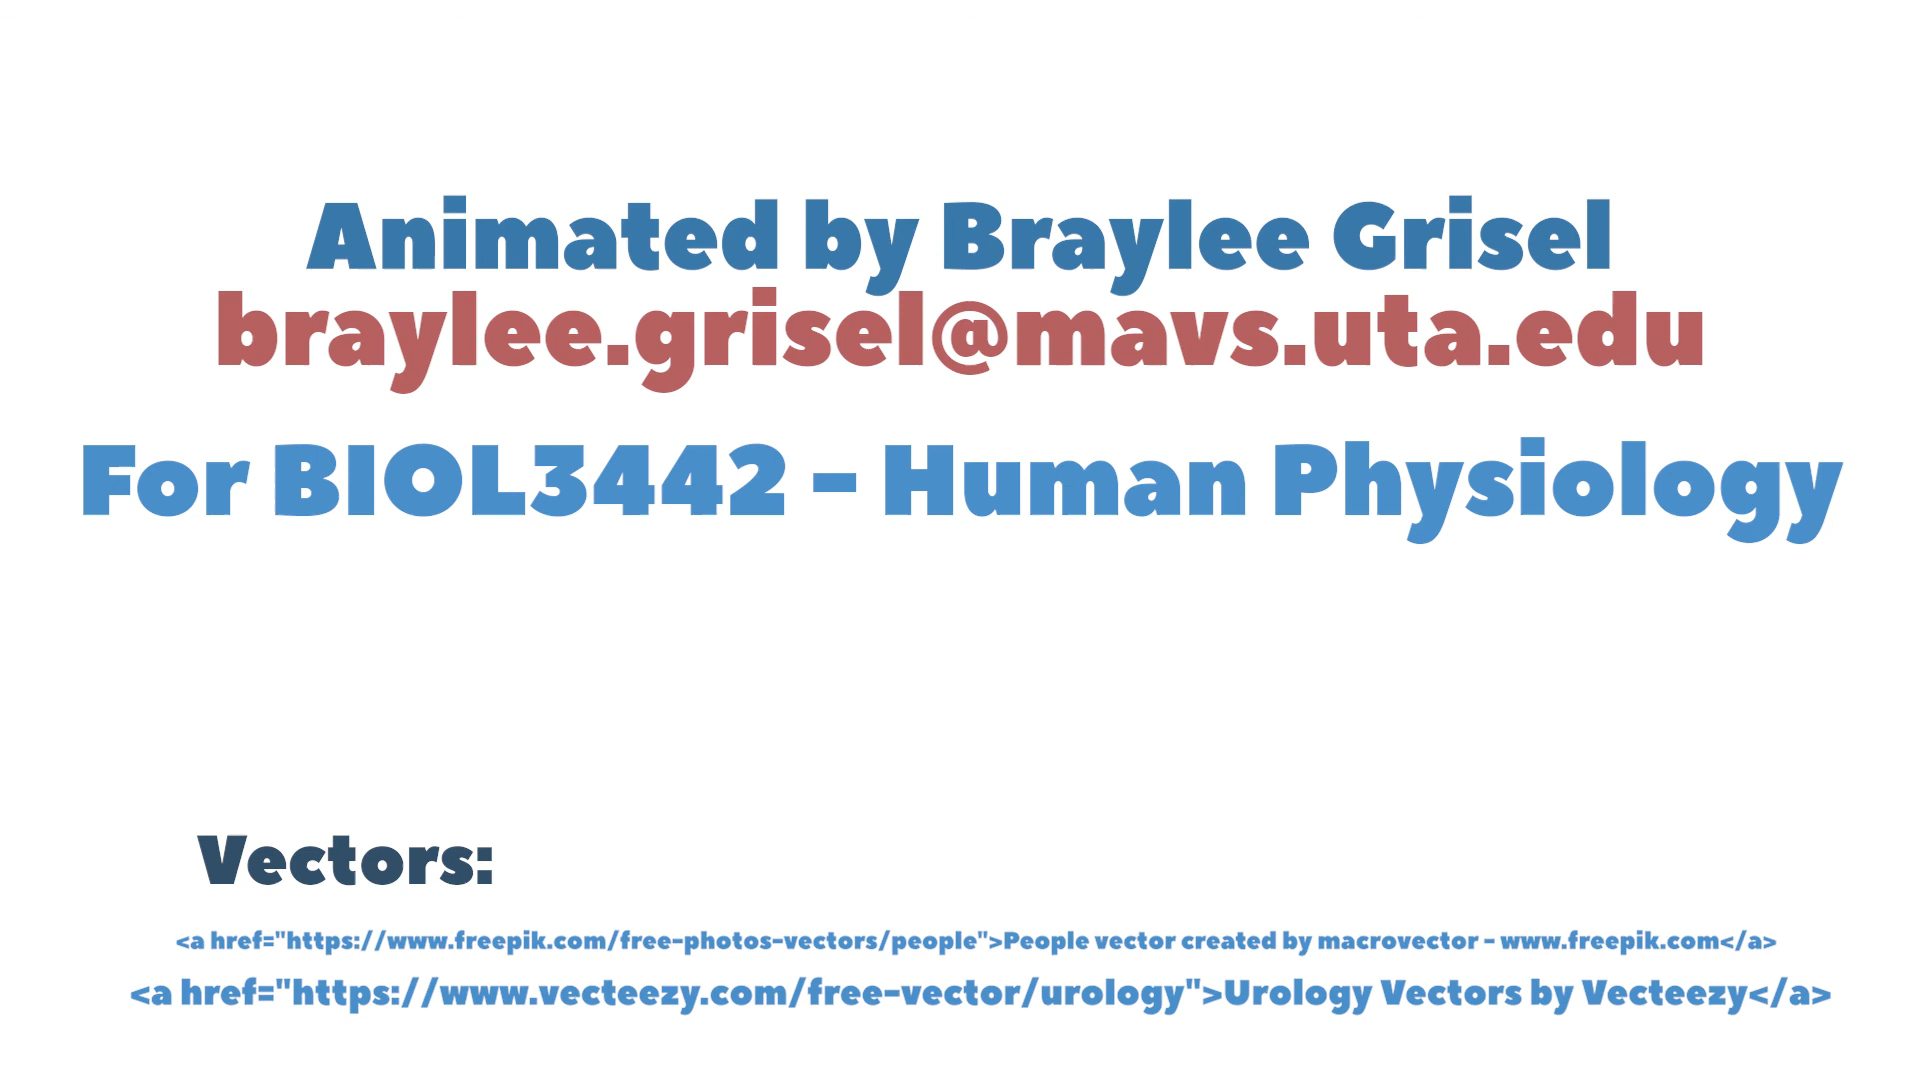 Animated by Braylee Grisel
braylee.grisel@mavs.uta.edu
For BIOL3442 - Human Physiology
Vectors:
<a href="https://www.freepik.com/free-photos-vectors/people">People vector created by macrovector - www.freepik.com</a>
<a href="https://www.vecteezy.com/free-vector/urology">Urology Vectors by Vecteezy</a>